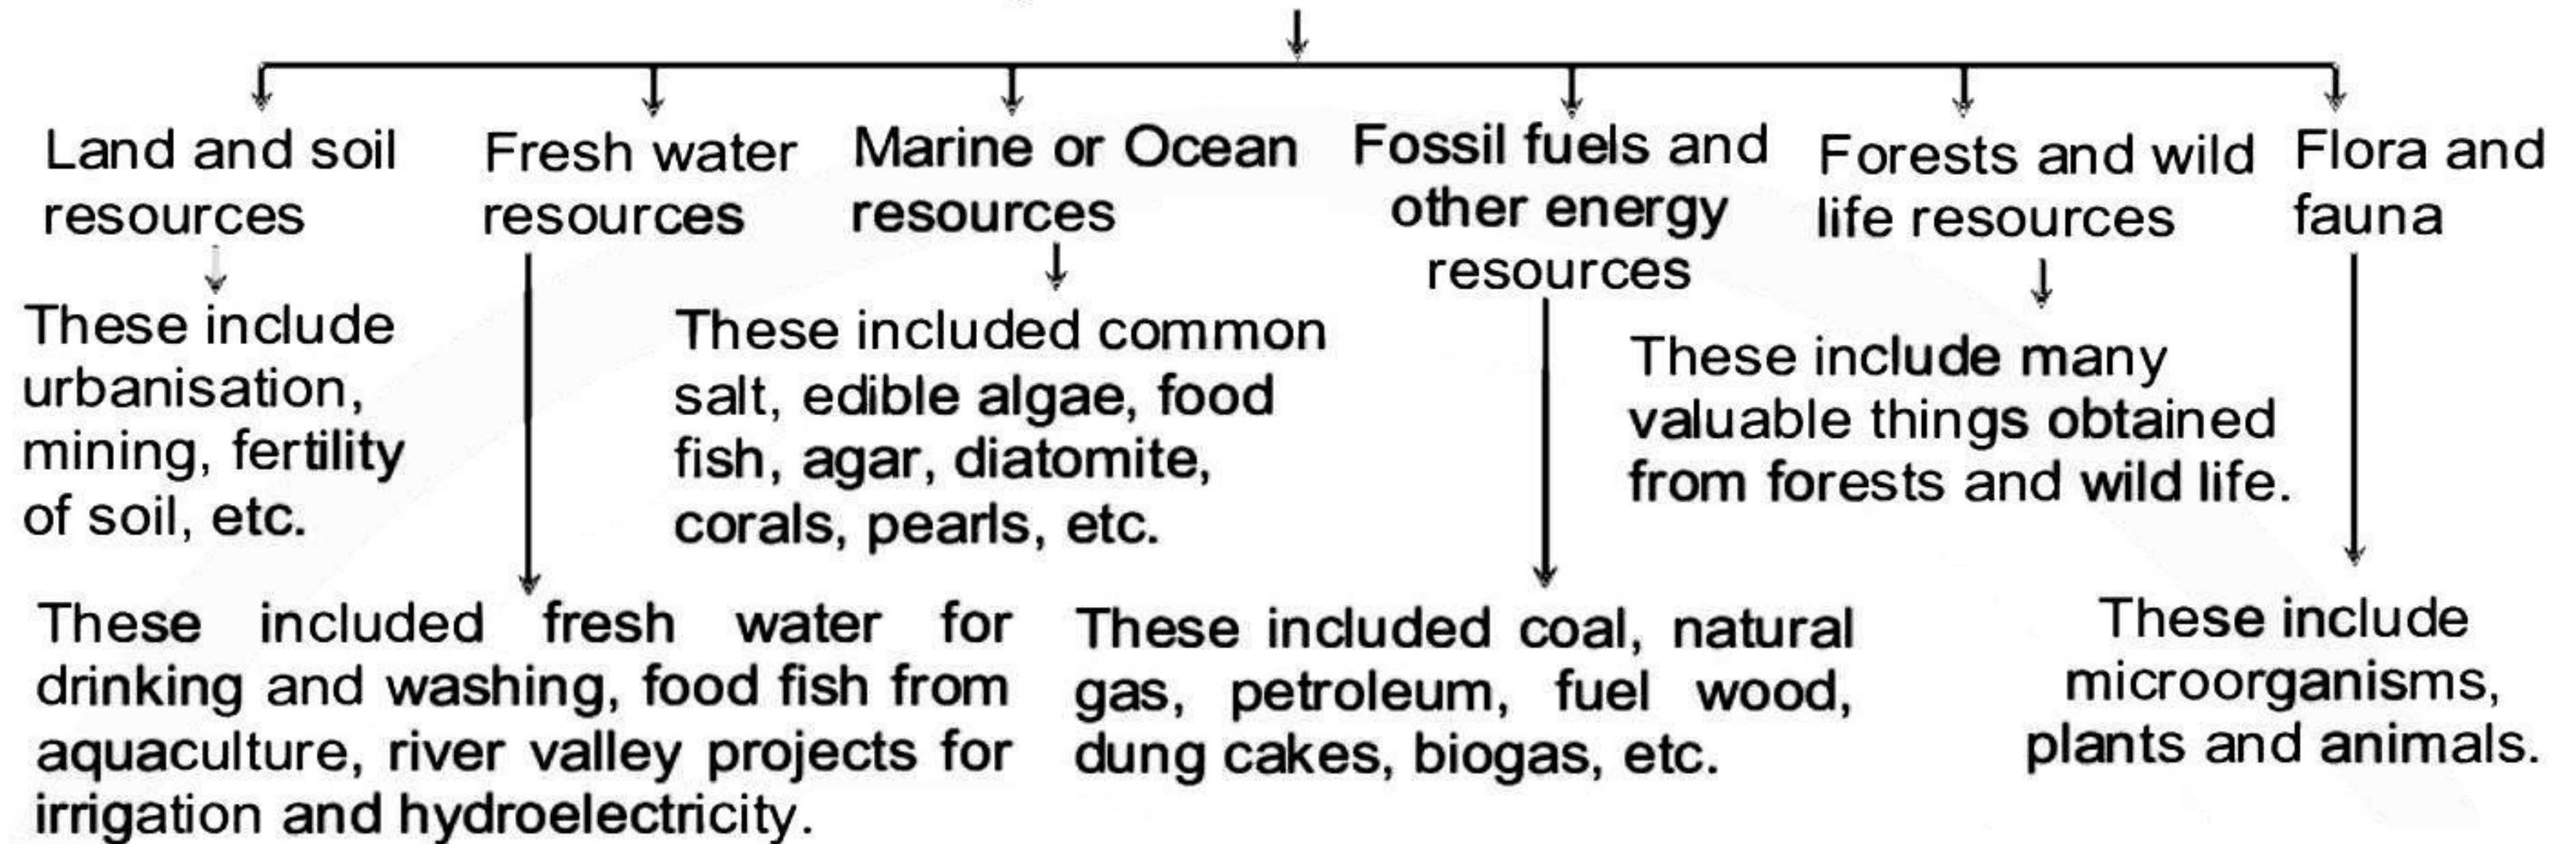 Land and soil
resources
Fresh water
resources
Marine or Ocean
resources
Fossil fuels and
other energy
resources
Forests and wild
life resources
Flora and
fauna
These include
urbanisation,
mining, fertility
of soil, etc.
These included common
salt, edible algae, food
fish, agar, diatomite,
corals, pearls, etc.
These include many
valuable things obtained
from forests and wild life.
These included fresh water for
drinking and washing, food fish from
aquaculture, river valley projects for
irrigation and hydroelectricity.
These included coal, natural
gas, petroleum, fuel wood,
dung cakes, biogas, etc.
These include
microorganisms,
plants and animals.